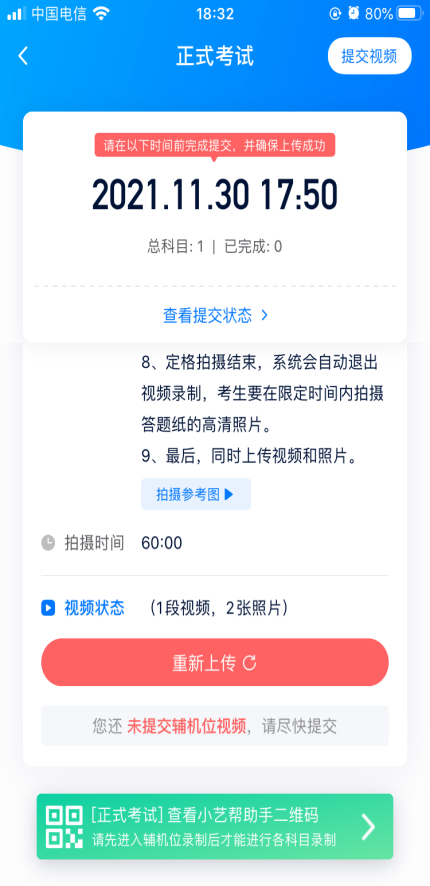 中国电信 18:32 80%
正式考试 提交视频
请在以下时间前完成提交，并确保上传成功
2021.11.30 17:50
总科目: 1 | 已完成: 0
查看提交状态 >
8、定格拍摄结束，系统会自动退出
视频录制，考生要在限定时间内拍摄
答题纸的高清照片。
9、最后，同时上传视频和照片。
拍摄参考图
拍摄时间 60:00
视频状态 （1段视频，2张照片）
重新上传
您还 未提交辅机位视频，请尽快提交
[正式考试] 查看小艺帮助手二维码
请先进入辅机位录制后才能进行各科目录制